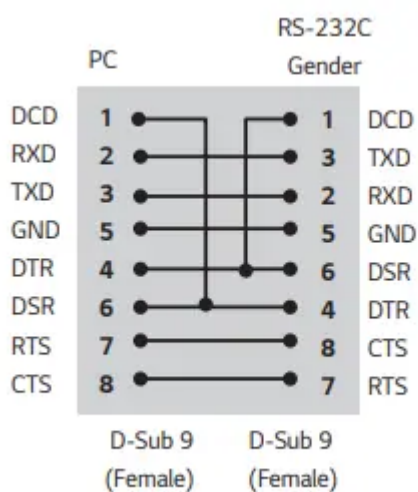 RS-232C
PC Gender
DCD 1 1 DCD
RXD 2 3 TXD
TXD 3 2 RXD
GND 5 5 GND
DTR 4 6 DSR
DSR 6 4 DTR
RTS 7 8 CTS
CTS 8 7 RTS
D-Sub 9 D-Sub 9
(Female) (Female)